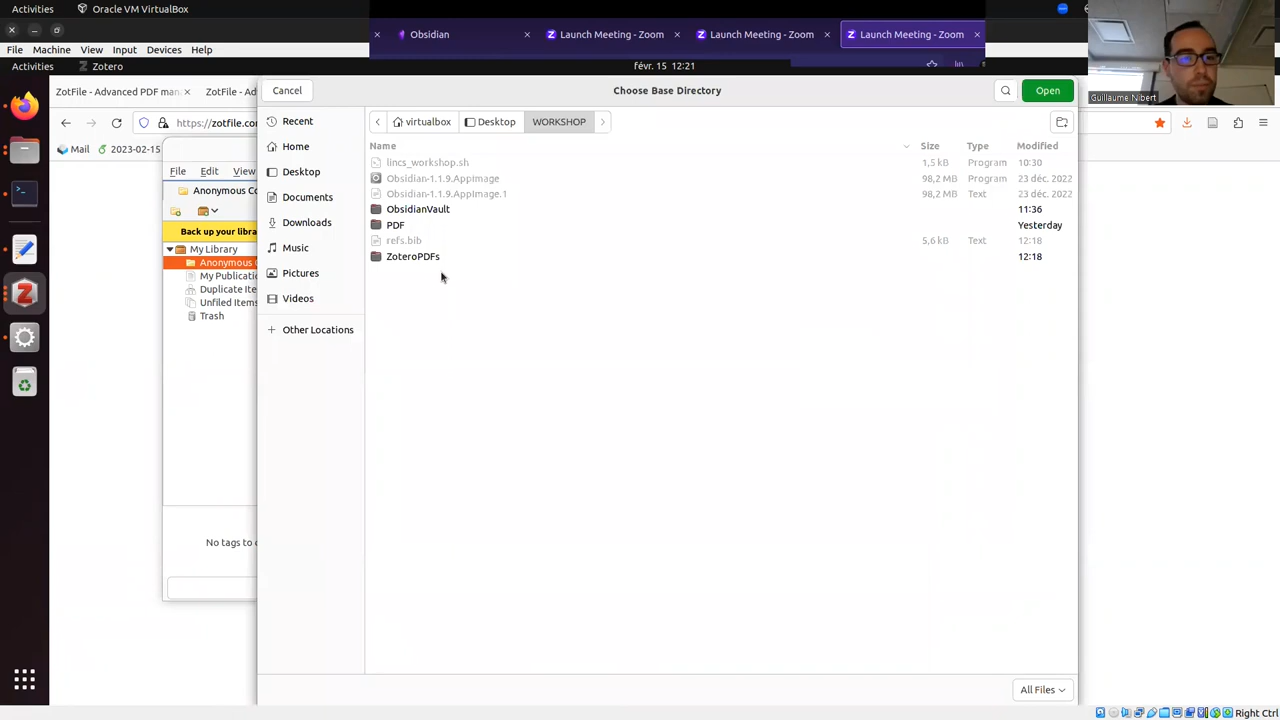 Activities Oracle VM VirtualBox
Obsidian Launch Meeting - Zoom Launch Meeting - Zoom Launch Meeting - Zoom
File Machine View Input Devices Help
Activities Zotero févr. 15 12:21
Guillaume Nibert
ZotFile - Advanced PDF man ZotFile - Ad
Cancel Choose Base Directory Open
https://zotfile.co
virtualbox Desktop WORKSHOP
Mail 2023-02-15
File Edit View
Anonymous Co
Back up your libra
My Library
Anonymous C
My Publicati
Duplicate Ite
Unfiled Items
Trash
No tags to d
Recent
Home
Desktop
Documents
Downloads
Music
Pictures
Videos
Other Locations
Name Size Type Modified
lincs_workshop.sh 1,5 kB Program 10:30
Obsidian-1.1.9.AppImage 98,2 MB Program 23 déc. 2022
Obsidian-1.1.9.AppImage.1 98,2 MB Text 23 déc. 2022
ObsidianVault 11:36
PDF Yesterday
refs.bib 5,6 kB Text 12:18
ZoteroPDFs 12:18
All Files
Right Ctrl